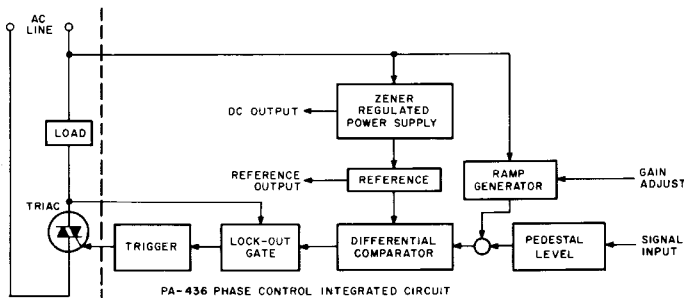 AC
LINE
LOAD
TRIAC
DC OUTPUT
ZENER
REGULATED
POWER SUPPLY
REFERENCE
OUTPUT
REFERENCE
RAMP
GENERATOR
GAIN
ADJUST
TRIGGER
LOCK-OUT
GATE
DIFFERENTIAL
COMPARATOR
PEDESTAL
LEVEL
SIGNAL
INPUT
PA-436 PHASE CONTROL INTEGRATED CIRCUIT